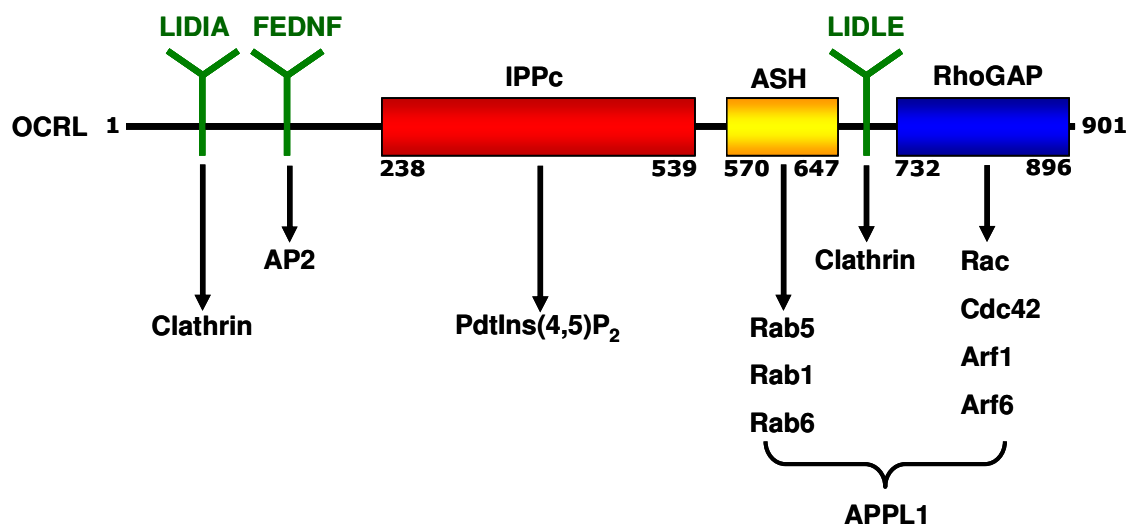 LIDIA FEDNF LIDLE
IPPc ASH RhoGAP
OCRL 1 901
238 539 570 647 732 896
AP2 Clathrin Rac
Clathrin PdtIns(4,5)P2 Rab5 Cdc42
Rab1 Arf1
Rab6 Arf6
APPL1